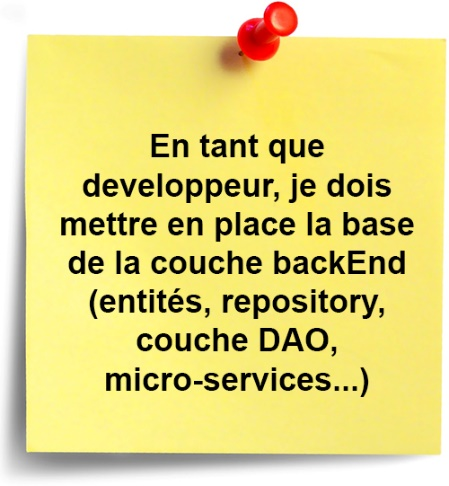 En tant que
developpeur, je dois
mettre en place la base
de la couche backEnd
(entités, repository,
couche DAO,
micro-services...)